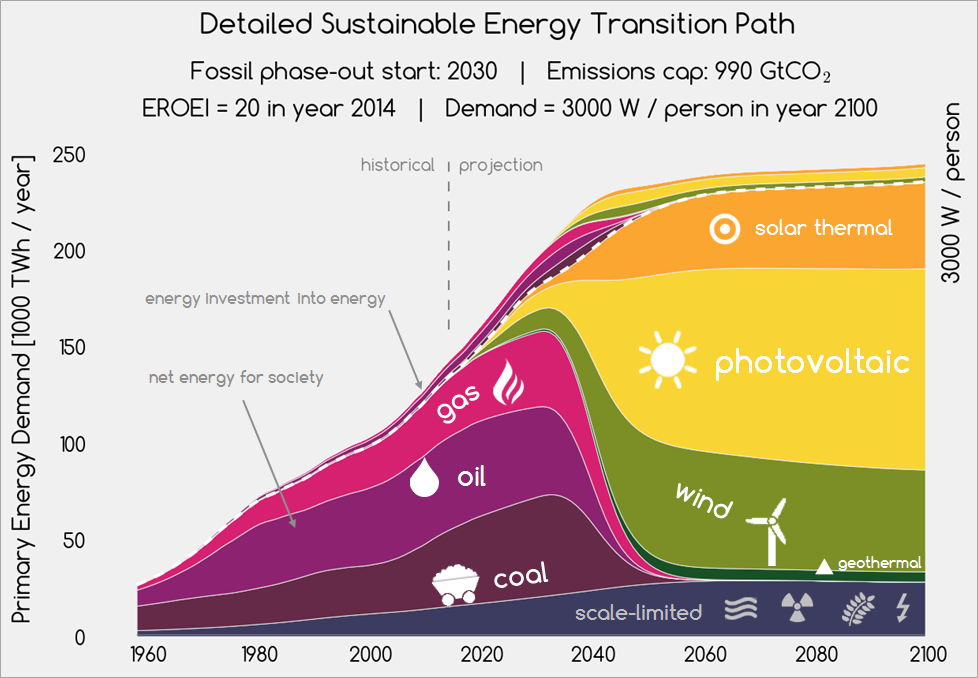 Detailed Sustainable Energy Transition Path
Fossil phase-out start: 2030 | Emissions cap: 990 GtCO₂
EROEI = 20 in year 2014 | Demand = 3000 W / person in year 2100
Primary Energy Demand [1000 TWh / year]
3000 W / person
250
200
150
100
50
0
historical
projection
energy investment into energy
net energy for society
solar thermal
photovoltaic
gas
oil
wind
geothermal
coal
scale-limited
1960 1980 2000 2020 2040 2060 2080 2100